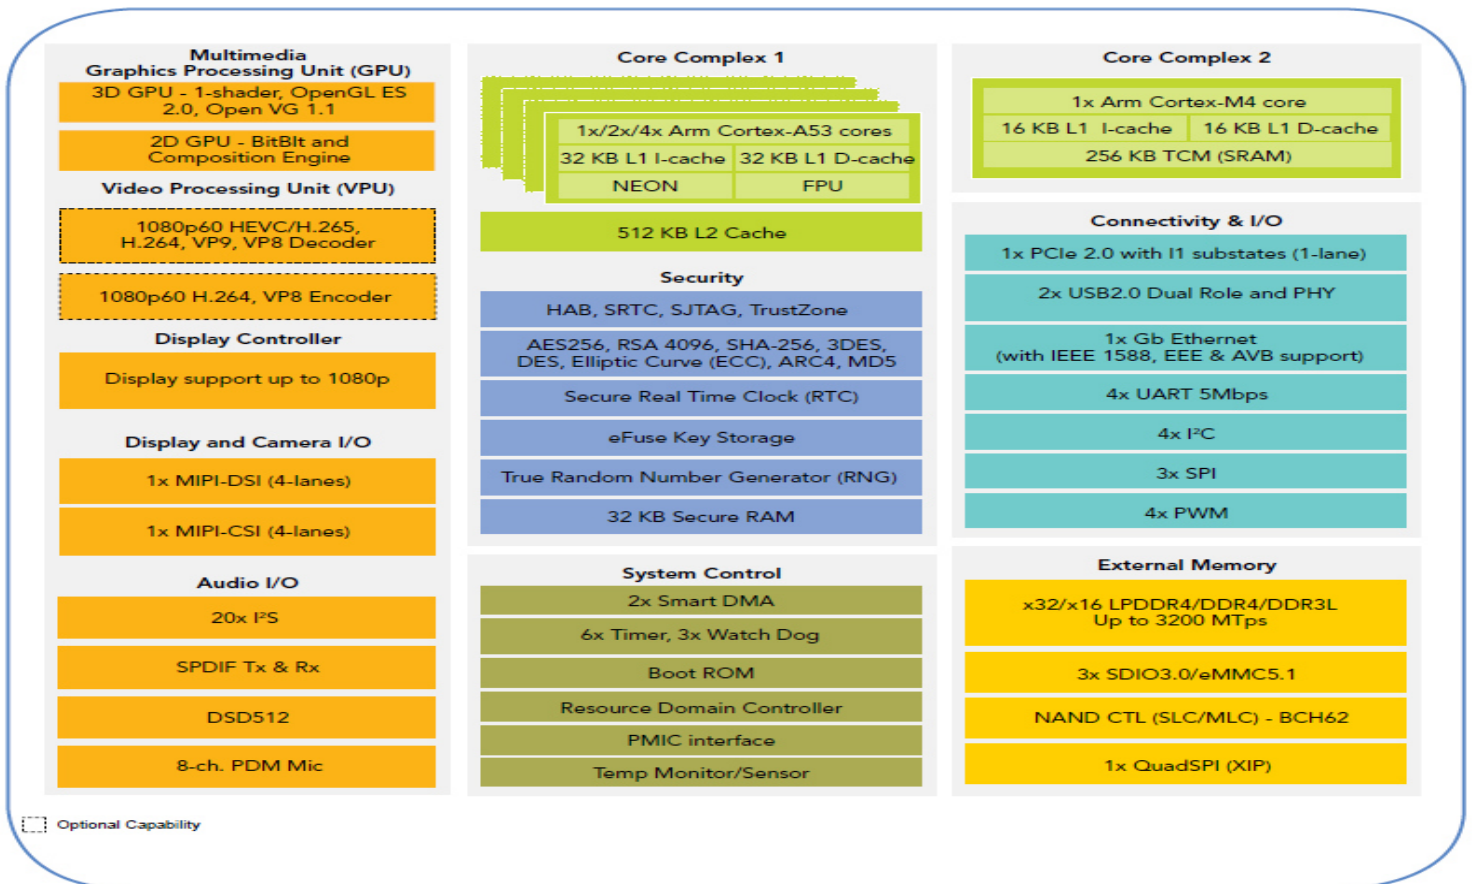 Multimedia
Graphics Processing Unit (GPU)
3D GPU - 1-shader, OpenGL ES
2.0, Open VG 1.1
2D GPU - BitBlt and
Composition Engine
Video Processing Unit (VPU)
1080p60 HEVC/H.265,
H.264, VP9, VP8 Decoder
1080p60 H.264, VP8 Encoder
Display Controller
Display support up to 1080p
Display and Camera I/O
1x MIPI-DSI (4-lanes)
1x MIPI-CSI (4-lanes)
Audio I/O
20x I²S
SPDIF Tx & Rx
DSD512
8-ch. PDM Mic
Core Complex 1
1x/2x/4x Arm Cortex-A53 cores
32 KB L1 I-cache
32 KB L1 D-cache
NEON
FPU
512 KB L2 Cache
Security
HAB, SRTC, SJTAG, TrustZone
AES256, RSA 4096, SHA-256, 3DES,
DES, Elliptic Curve (ECC), ARC4, MD5
Secure Real Time Clock (RTC)
eFuse Key Storage
True Random Number Generator (RNG)
32 KB Secure RAM
System Control
2x Smart DMA
6x Timer, 3x Watch Dog
Boot ROM
Resource Domain Controller
PMIC interface
Temp Monitor/Sensor
Core Complex 2
1x Arm Cortex-M4 core
16 KB L1 I-cache
16 KB L1 D-cache
256 KB TCM (SRAM)
Connectivity & I/O
1x PCIe 2.0 with l1 substates (1-lane)
2x USB2.0 Dual Role and PHY
1x Gb Ethernet
(with IEEE 1588, EEE & AVB support)
4x UART 5Mbps
4x I²C
3x SPI
4x PWM
External Memory
x32/x16 LPDDR4/DDR4/DDR3L
Up to 3200 MTps
3x SDIO3.0/eMMC5.1
NAND CTL (SLC/MLC) - BCH62
1x QuadSPI (XIP)
Optional Capability